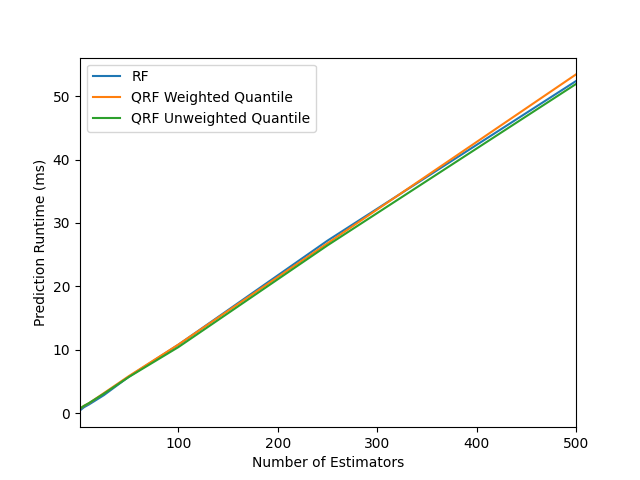 RF
QRF Weighted Quantile
QRF Unweighted Quantile
Prediction Runtime (ms)
50
40
30
20
10
0
100 200 300 400 500
Number of Estimators